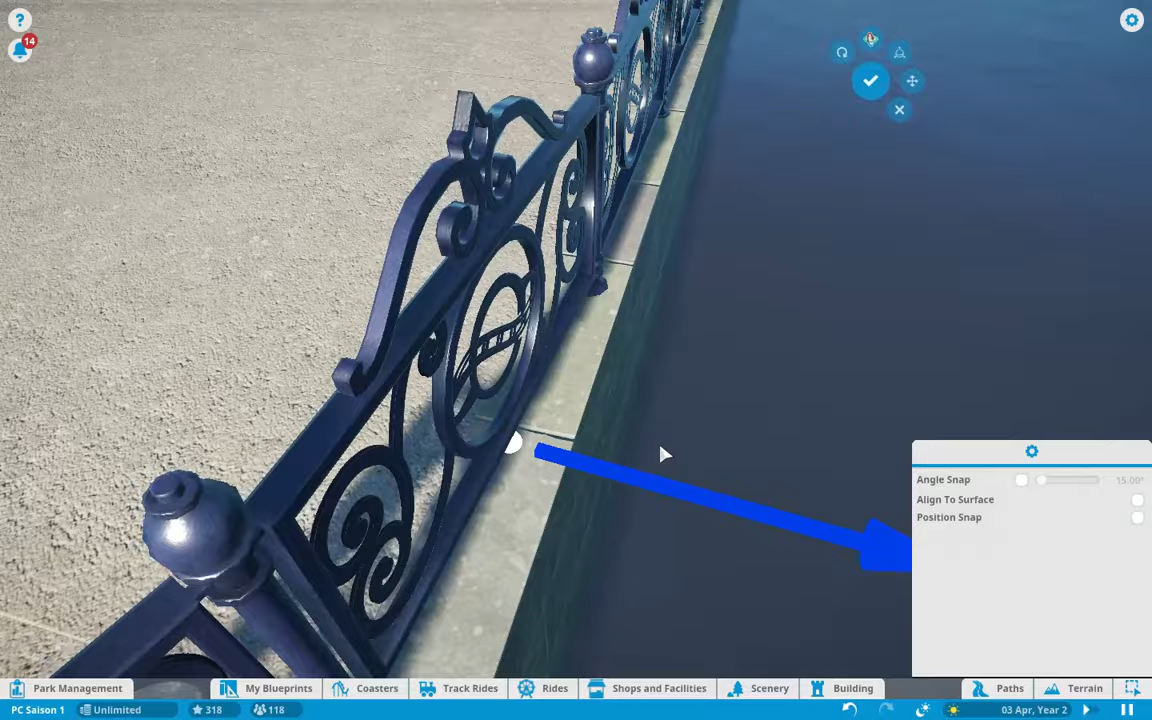 ?
14
Angle Snap 15.00°
Align To Surface
Position Snap
Park Management My Blueprints Coasters Track Rides Rides Shops and Facilities Scenery Building Paths Terrain
PC Saison 1 Unlimited 318 118 03 Apr, Year 2